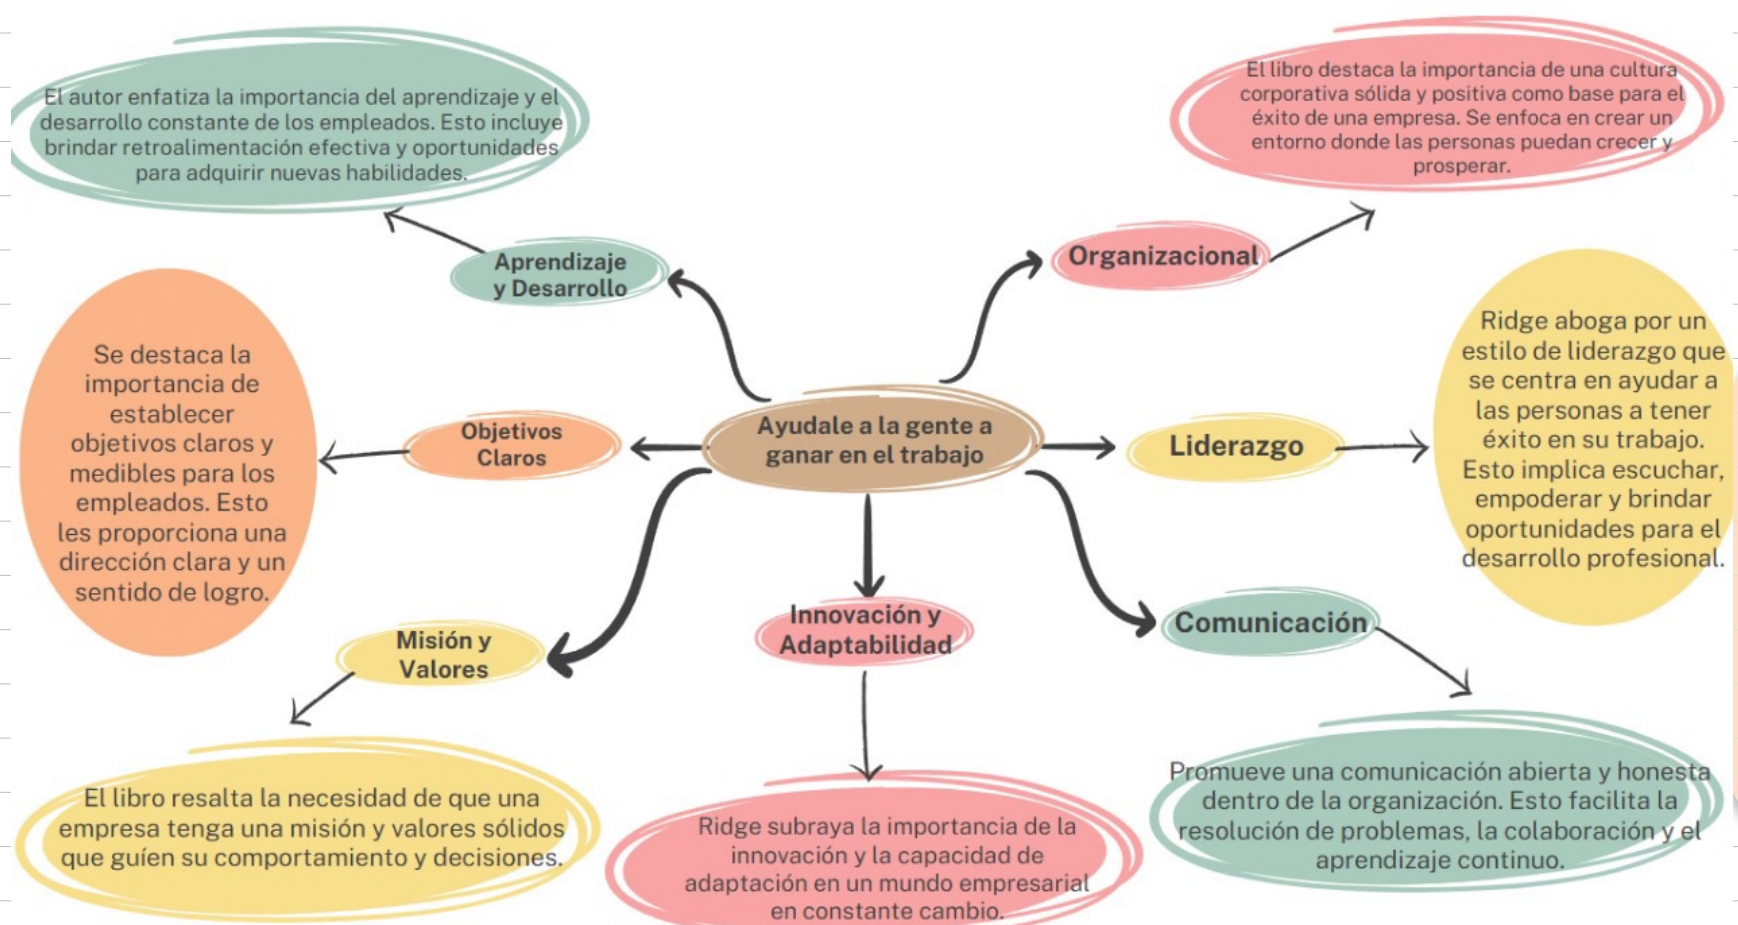 El autor enfatiza la importancia del aprendizaje y el
desarrollo constante de los empleados. Esto incluye
brindar retroalimentación efectiva y oportunidades
para adquirir nuevas habilidades.
El libro destaca la importancia de una cultura
corporativa sólida y positiva como base para el
éxito de una empresa. Se enfoca en crear un
entorno donde las personas puedan crecer y
prosperar.
Aprendizaje
y Desarrollo
Organizacional
Se destaca la
importancia de
establecer
objetivos claros y
medibles para los
empleados. Esto
les proporciona una
dirección clara y un
sentido de logro.
Objetivos
Claros
Ayudale a la gente a
ganar en el trabajo
Liderazgo
Ridge aboga por un
estilo de liderazgo que
se centra en ayudar a
las personas a tener
éxito en su trabajo.
Esto implica escuchar,
empoderar y brindar
oportunidades para el
desarrollo profesional.
Misión y
Valores
Innovación y
Adaptabilidad
Comunicación
El libro resalta la necesidad de que una
empresa tenga una misión y valores sólidos
que guíen su comportamiento y decisiones.
Ridge subraya la importancia de la
innovación y la capacidad de
adaptación en un mundo empresarial
en constante cambio.
Promueve una comunicación abierta y honesta
dentro de la organización. Esto facilita la
resolución de problemas, la colaboración y el
aprendizaje continuo.